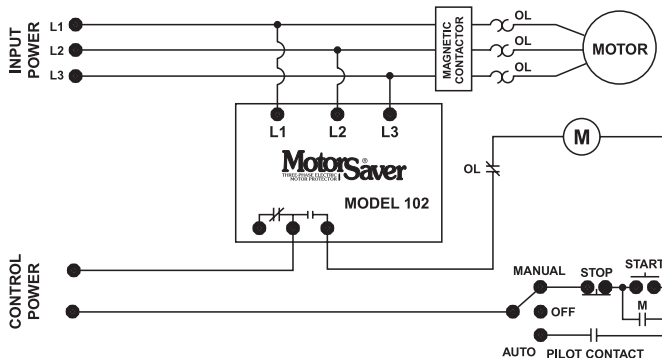 INPUT POWER
L1
L2
L3
MAGNETIC CONTACTOR
OL
OL
OL
MOTOR
L1 L2 L3
MotorSaver®
THREE-PHASE ELECTRIC
MOTOR PROTECTOR
MODEL 102
M
OL
CONTROL POWER
MANUAL
STOP
START
M
OFF
AUTO
PILOT CONTACT